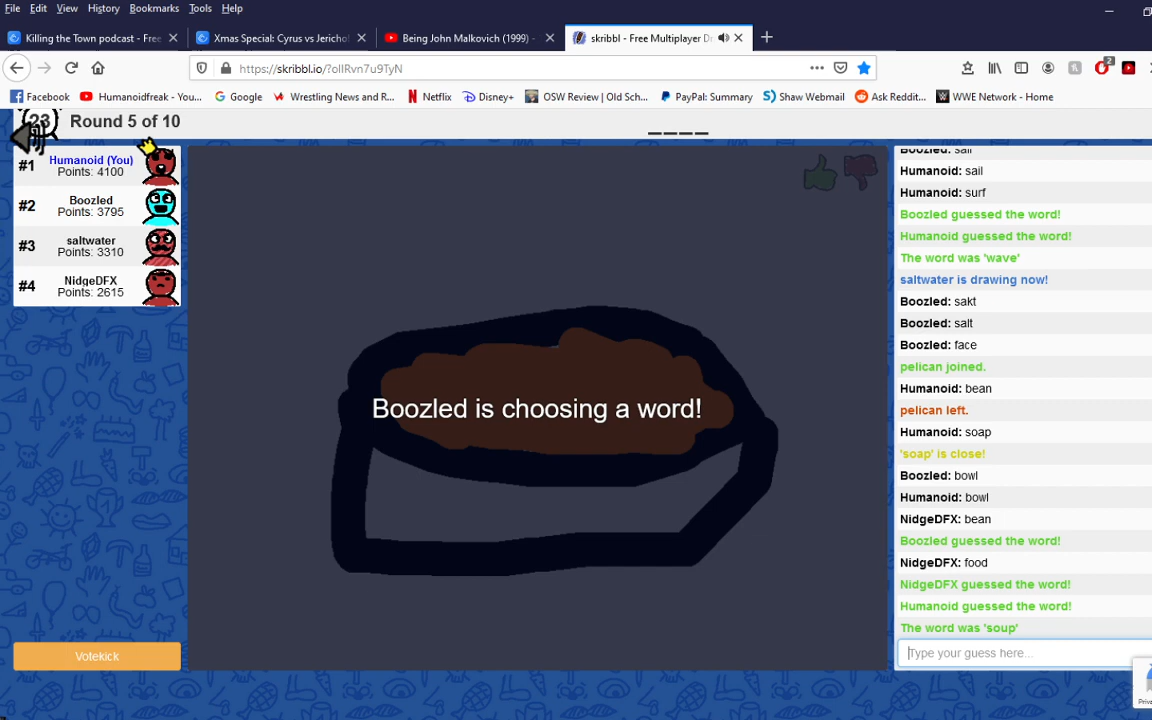 File Edit View History Bookmarks Tools Help
Killing the Town podcast - Free
Xmas Special: Cyrus vs Jericho!
Being John Malkovich (1999) -
skribbl - Free Multiplayer Dr
https://skribbl.io/?olIRvn7u9TyN
2
Facebook
Humanoidfreak - You...
Google
Wrestling News and R...
Netflix
Disney+
OSW Review | Old Sch...
PayPal: Summary
Shaw Webmail
Ask Reddit...
WWE Network - Home
23
Round 5 of 10
_ _ _ _
#1
Humanoid (You)
Points: 4100
#2
Boozled
Points: 3795
#3
saltwater
Points: 3310
#4
NidgeDFX
Points: 2615
Votekick
Boozled is choosing a word!
Boozled: sail
Humanoid: sail
Humanoid: surf
Boozled guessed the word!
Humanoid guessed the word!
The word was 'wave'
saltwater is drawing now!
Boozled: sakt
Boozled: salt
Boozled: face
pelican joined.
Humanoid: bean
pelican left.
Humanoid: soap
'soap' is close!
Boozled: bowl
Humanoid: bowl
NidgeDFX: bean
Boozled guessed the word!
NidgeDFX: food
NidgeDFX guessed the word!
Humanoid guessed the word!
The word was 'soup'
Type your guess here...